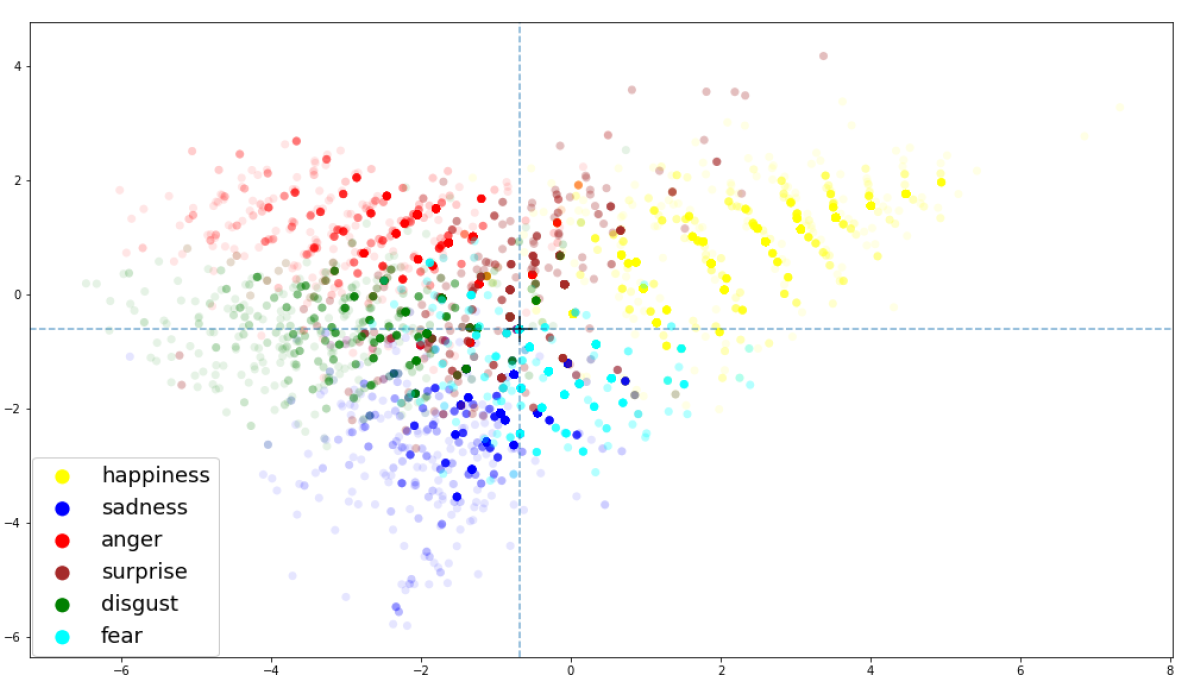 4
2
0
−2
−4
−6
happiness
sadness
anger
surprise
disgust
fear
−6 −4 −2 0 2 4 6 8